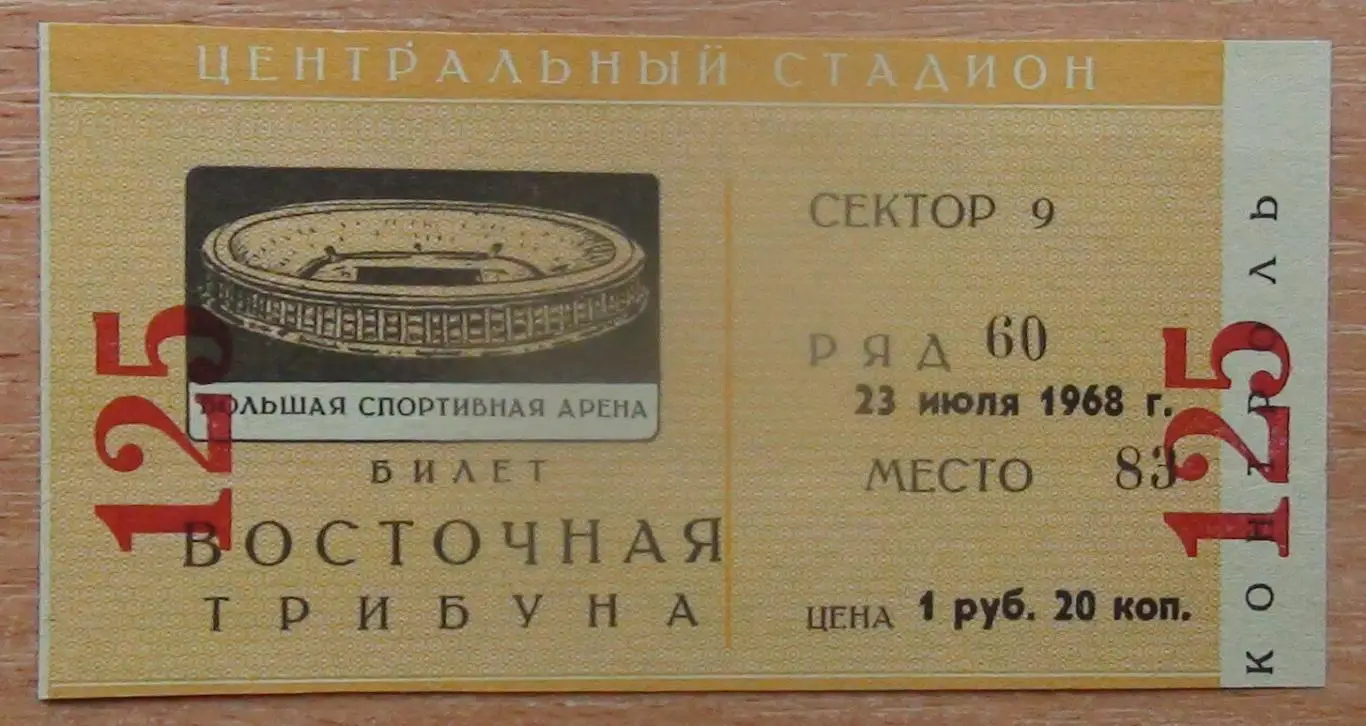 ЦЕНТРАЛЬНЫЙ СТАДИОН
БОЛЬШАЯ СПОРТИВНАЯ АРЕНА
БИЛЕТ
ВОСТОЧНАЯ
ТРИБУНА
125
СЕКТОР 9
РЯД 60
23 июля 1968 г.
МЕСТО 83
ЦЕНА 1 руб. 20 коп.
125
КОНТРОЛЬ